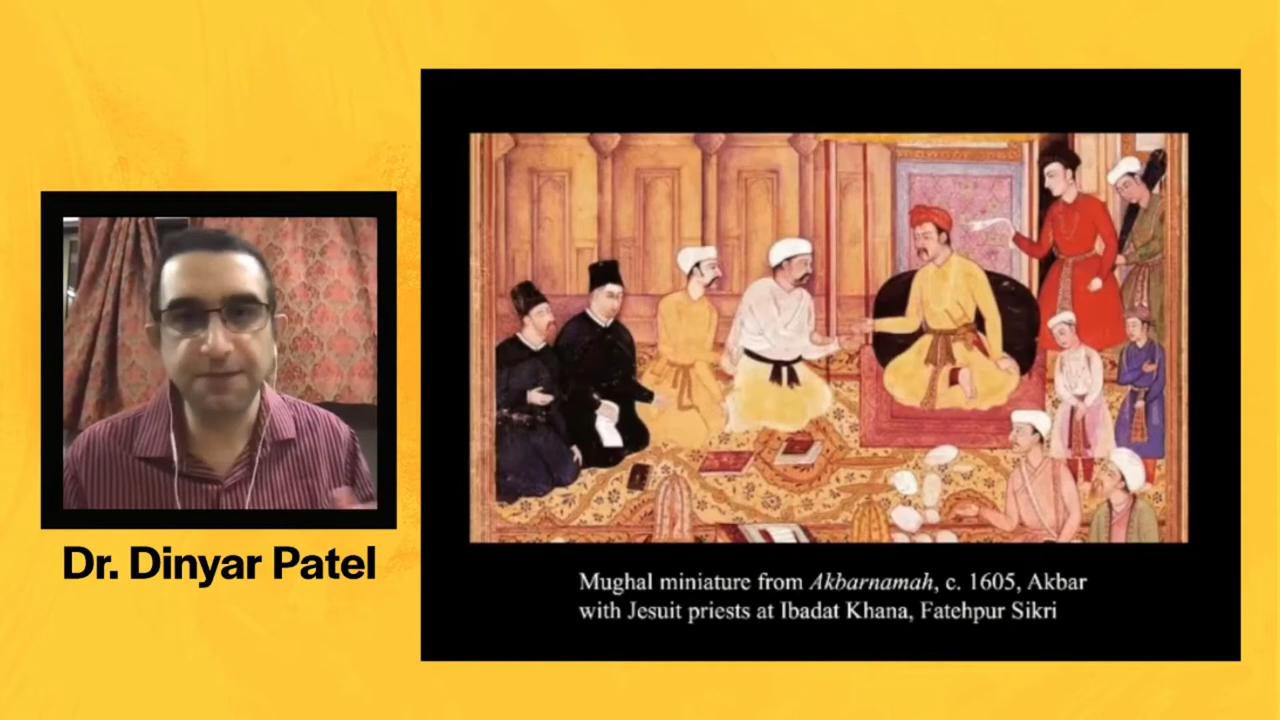 Dr. Dinyar Patel
Mughal miniature from Akbarnamah, c. 1605, Akbar
with Jesuit priests at Ibadat Khana, Fatehpur Sikri